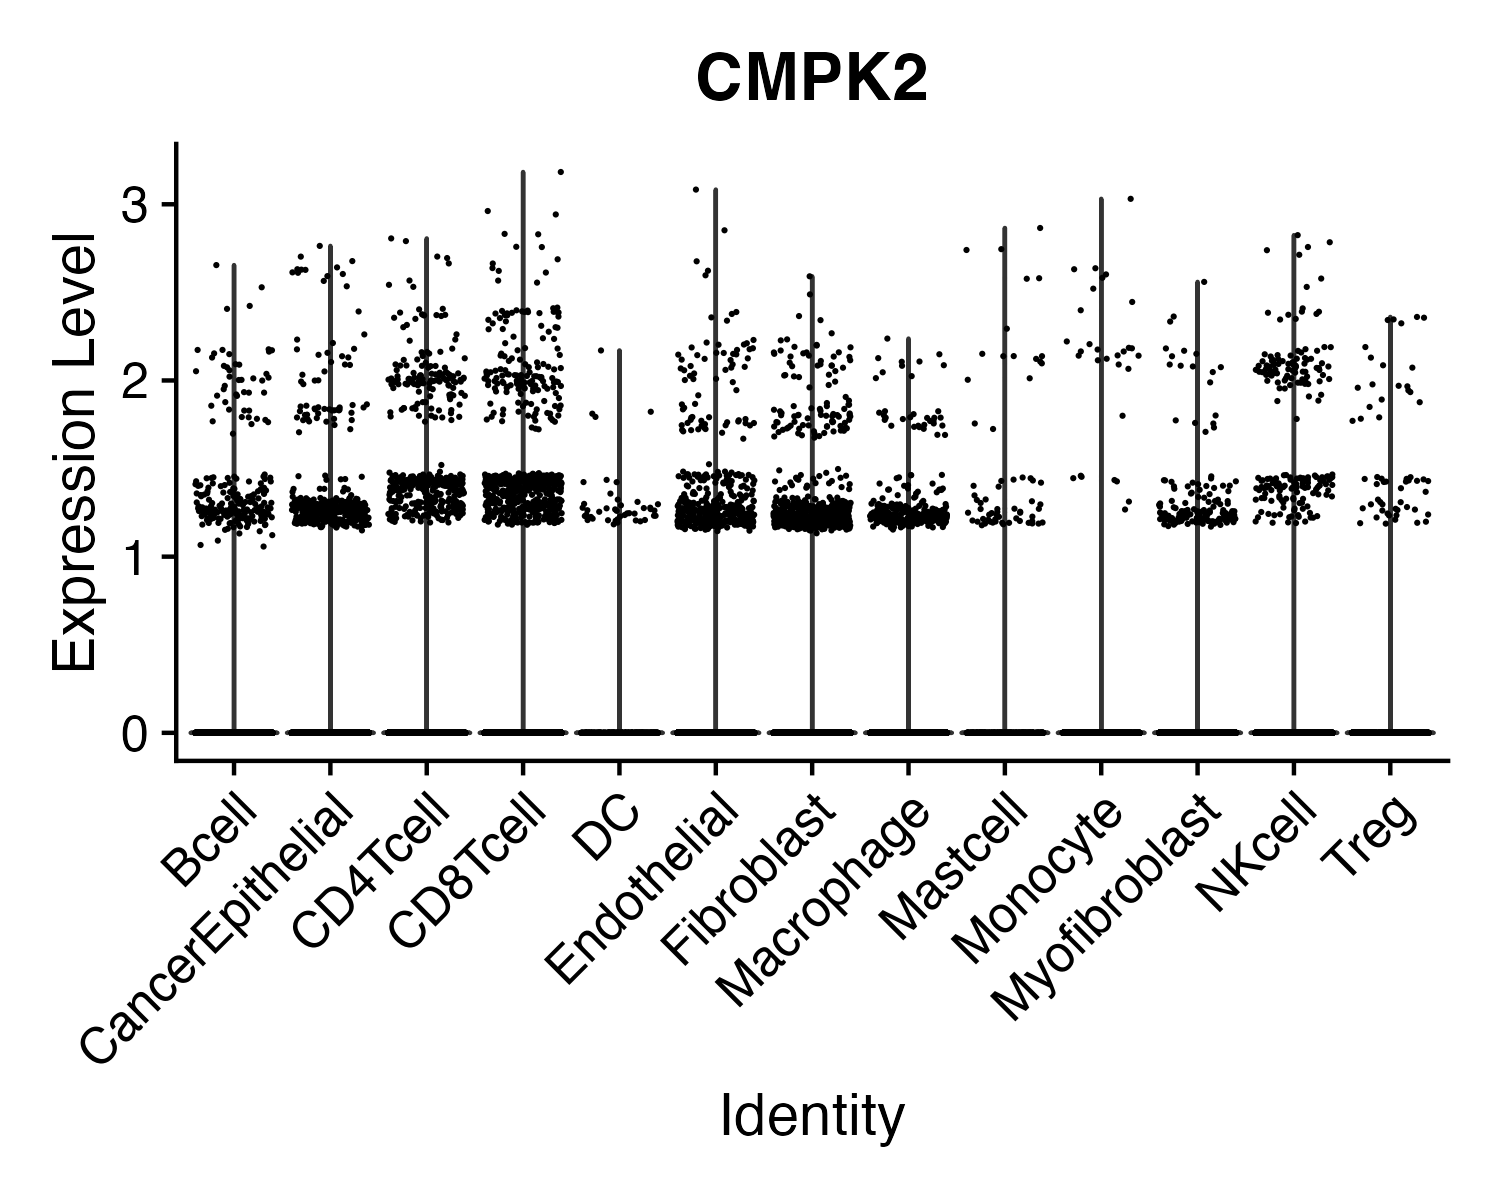 CMPK2
Expression Level
3
2
1
0
Bcell
CancerEpithelial
CD4Tcell
CD8Tcell
DC
Endothelial
Fibroblast
Macrophage
Mastcell
Monocyte
Myofibroblast
NKcell
Treg
Identity